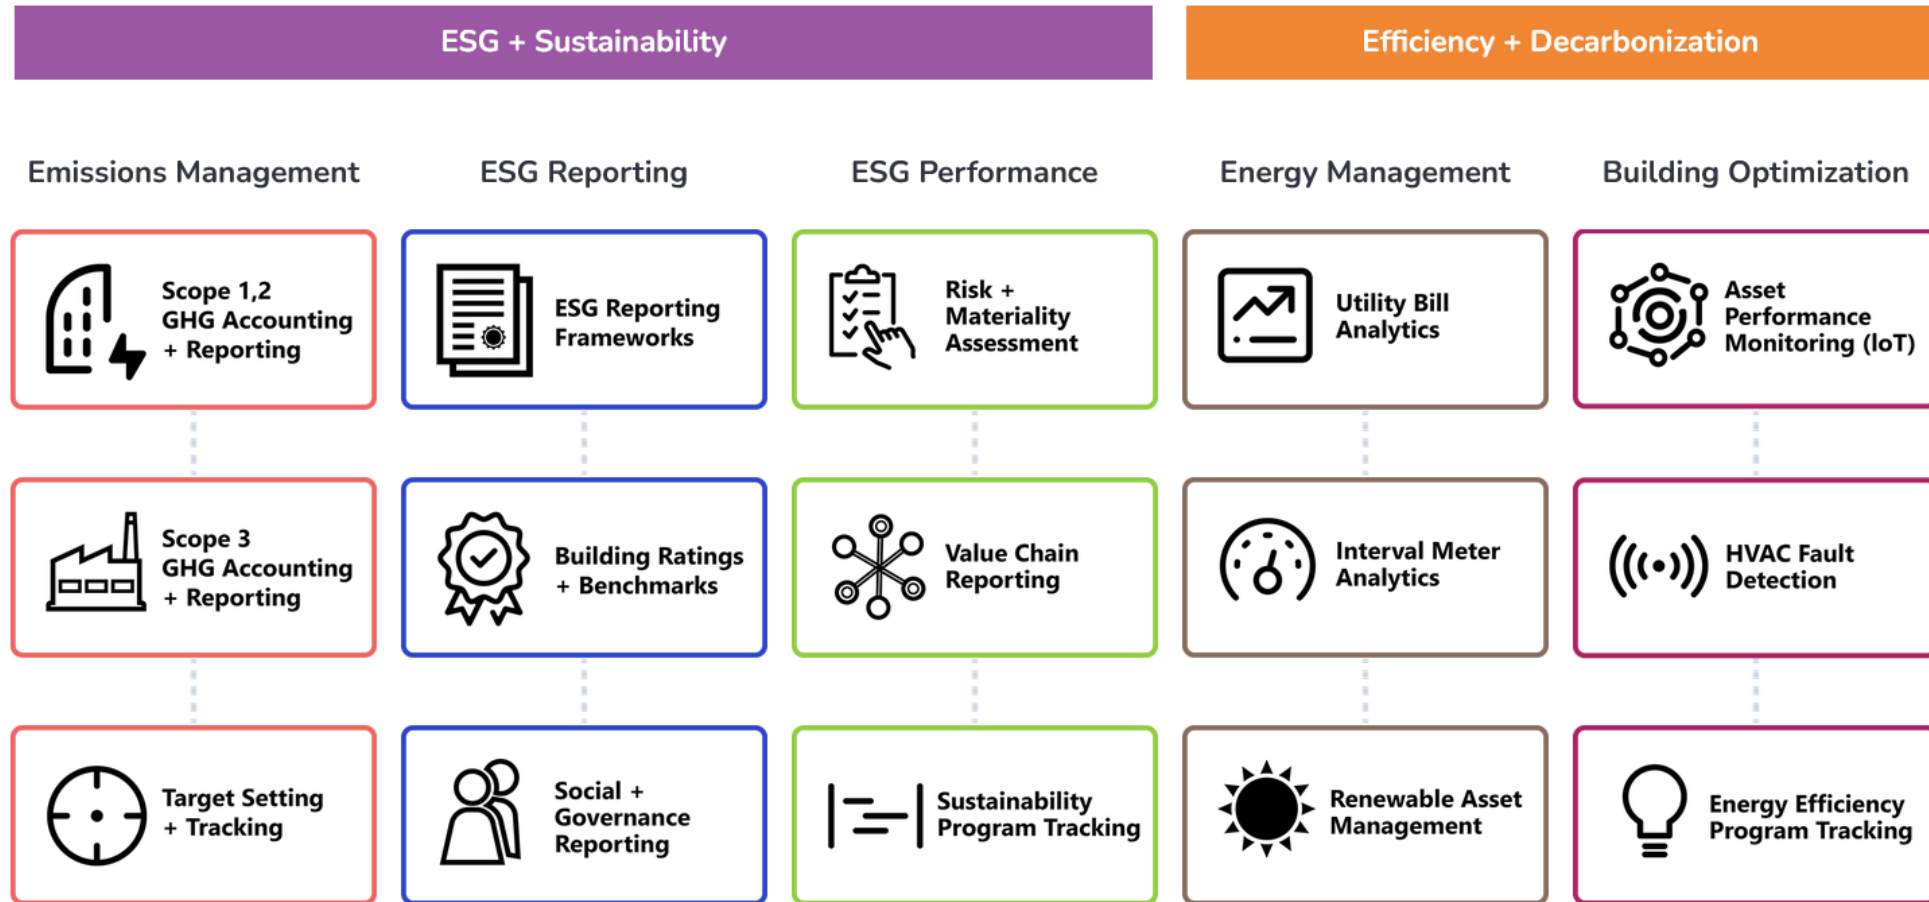 ESG + Sustainability
Efficiency + Decarbonization
Emissions Management
ESG Reporting
ESG Performance
Energy Management
Building Optimization
Scope 1,2
GHG Accounting
+ Reporting
ESG Reporting
Frameworks
Risk +
Materiality
Assessment
Utility Bill
Analytics
Asset
Performance
Monitoring (IoT)
Scope 3
GHG Accounting
+ Reporting
Building Ratings
+ Benchmarks
Value Chain
Reporting
Interval Meter
Analytics
HVAC Fault
Detection
Target Setting
+ Tracking
Social +
Governance
Reporting
Sustainability
Program Tracking
Renewable Asset
Management
Energy Efficiency
Program Tracking